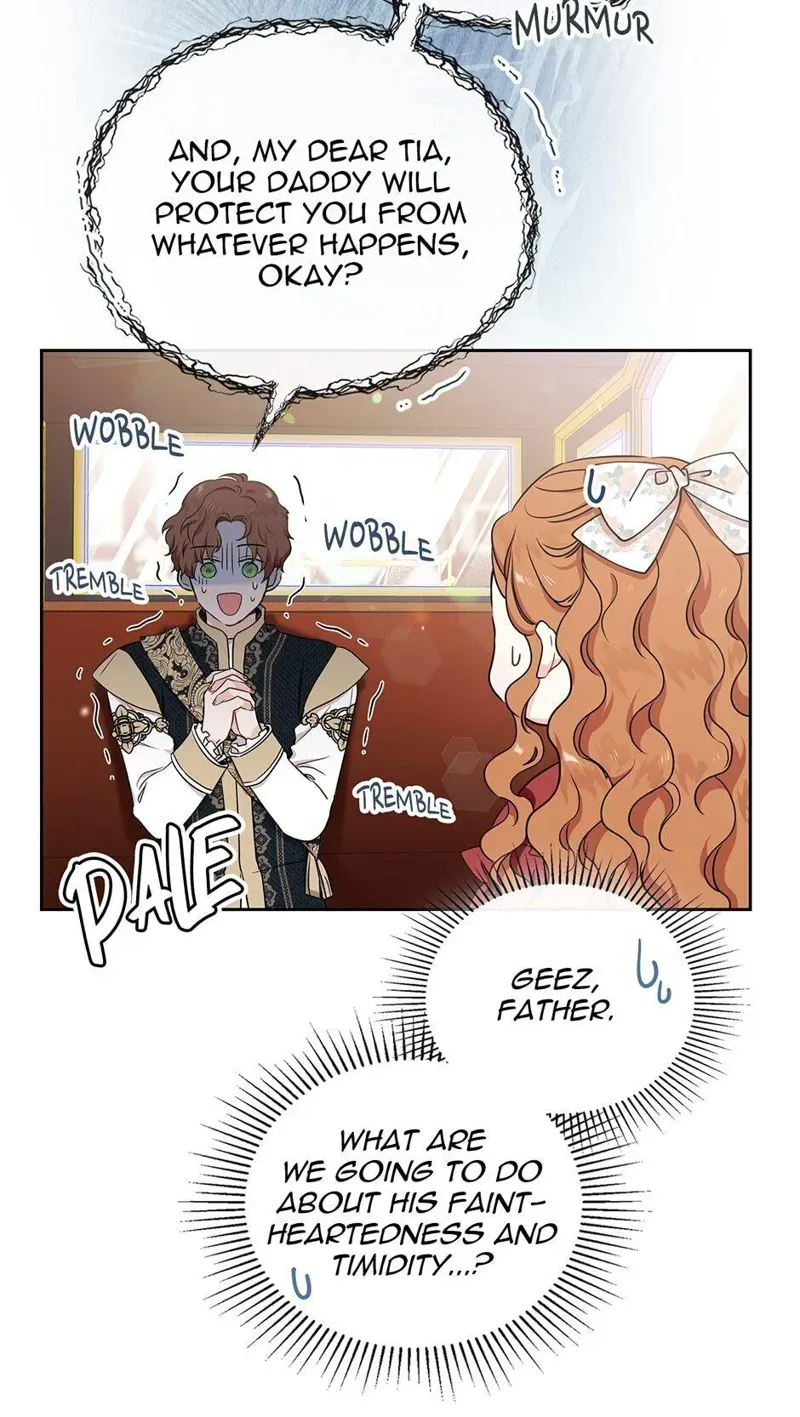 MURMUR
AND, MY DEAR TIA,
YOUR DADDY WILL
PROTECT YOU FROM
WHATEVER HAPPENS,
OKAY?
WOBBLE
WOBBLE
TREMBLE
TREMBLE
PALE
GEEZ,
FATHER.
WHAT ARE
WE GOING TO DO
ABOUT HIS FAINT-
HEARTEDNESS AND
TIMIDITY...?